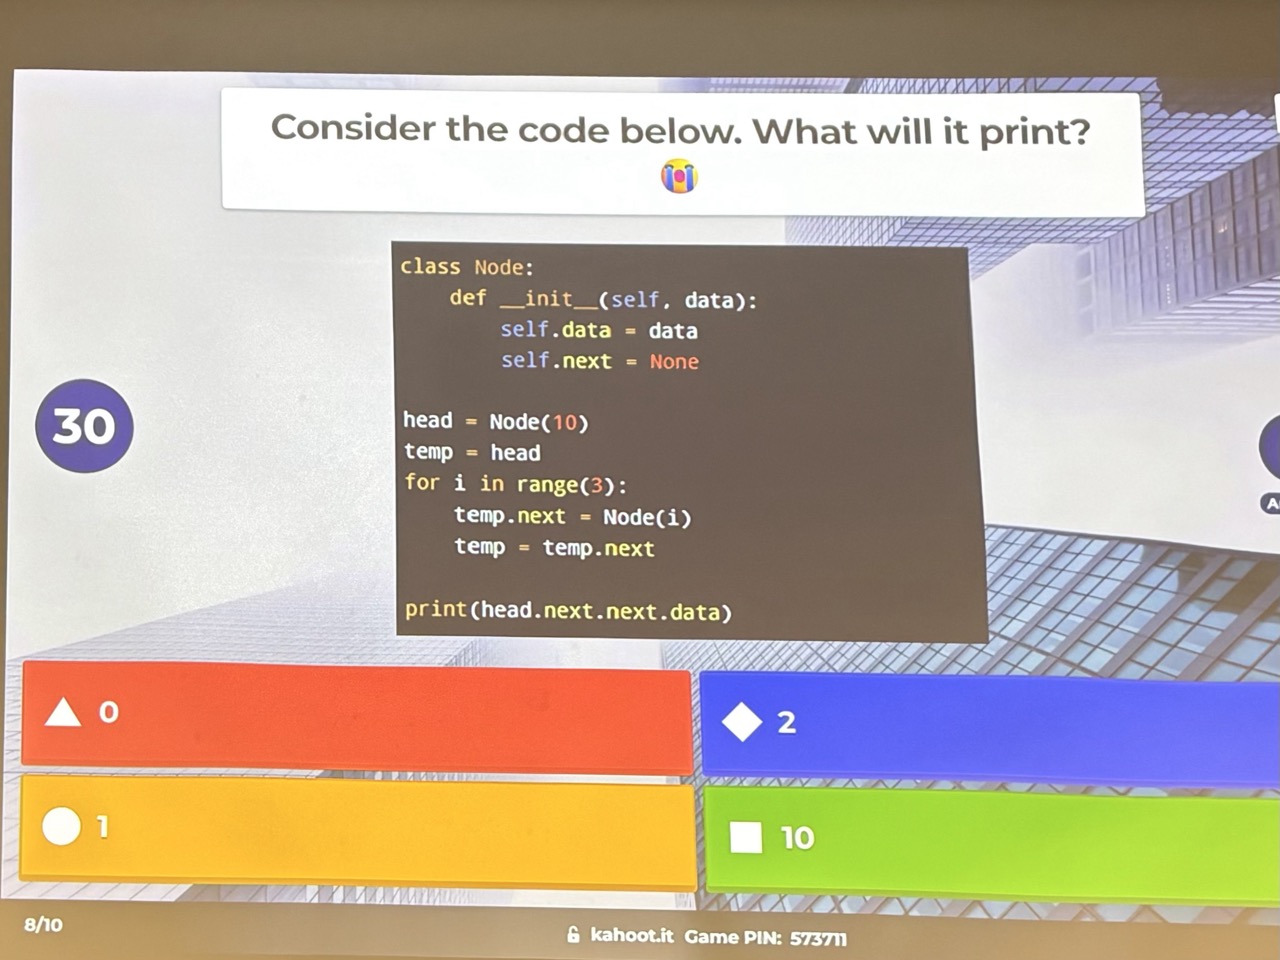 Consider the code below. What will it print?
😭
30
class Node:
    def __init__(self, data):
        self.data = data
        self.next = None
head = Node(10)
temp = head
for i in range(3):
    temp.next = Node(i)
    temp = temp.next
print(head.next.next.data)
0
2
1
10
8/10
kahoot.it Game PIN: 573711